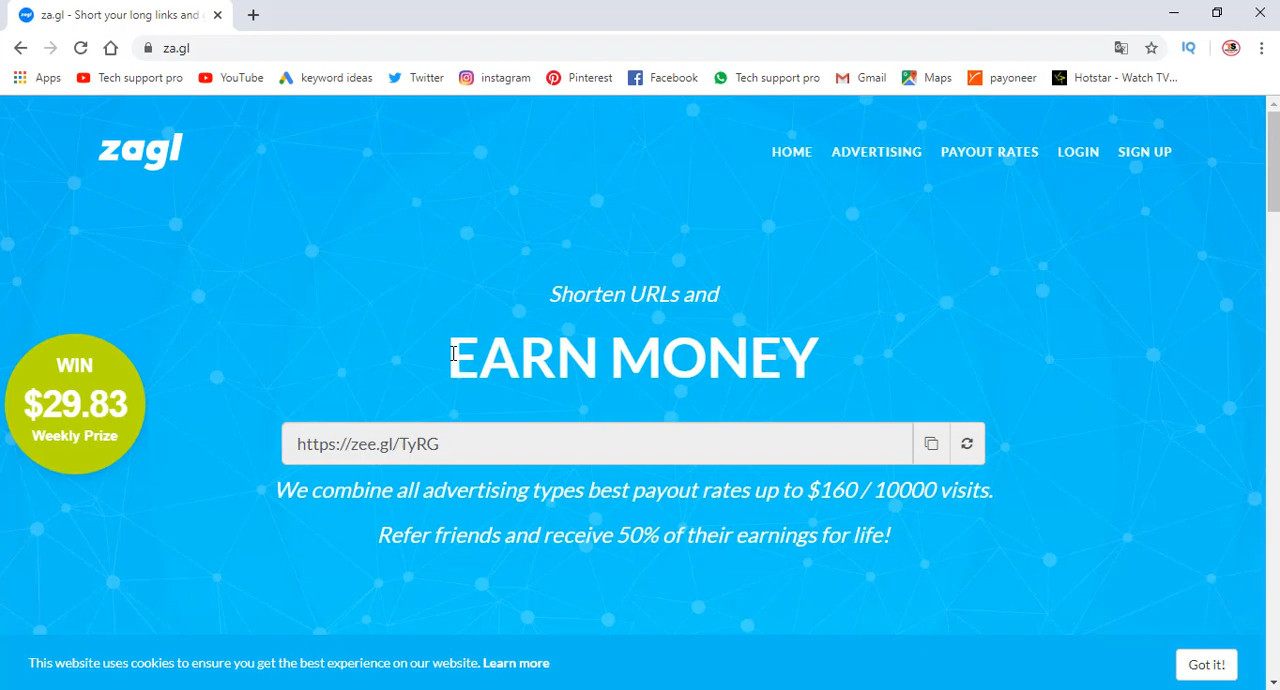 za.gl - Short your long links and
za.gl
Apps Tech support pro YouTube keyword ideas Twitter instagram Pinterest Facebook Tech support pro Gmail Maps payoneer Hotstar - Watch TV...
zagl
HOME ADVERTISING PAYOUT RATES LOGIN SIGN UP
Shorten URLs and
EARN MONEY
WIN
$29.83
Weekly Prize
https://zee.gl/TyRG
We combine all advertising types best payout rates up to $160 / 10000 visits.
Refer friends and receive 50% of their earnings for life!
This website uses cookies to ensure you get the best experience on our website. Learn more
Got it!